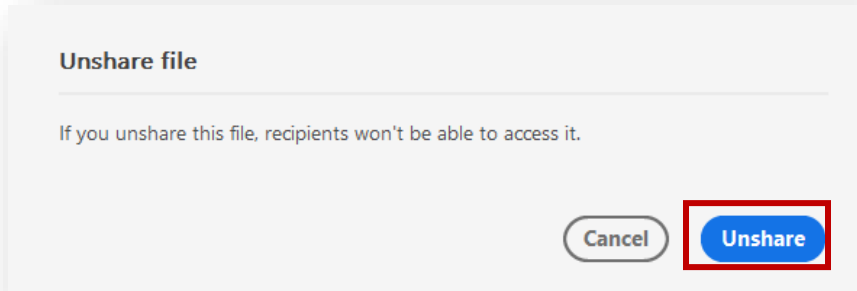 Unshare file
If you unshare this file, recipients won't be able to access it.
Cancel Unshare